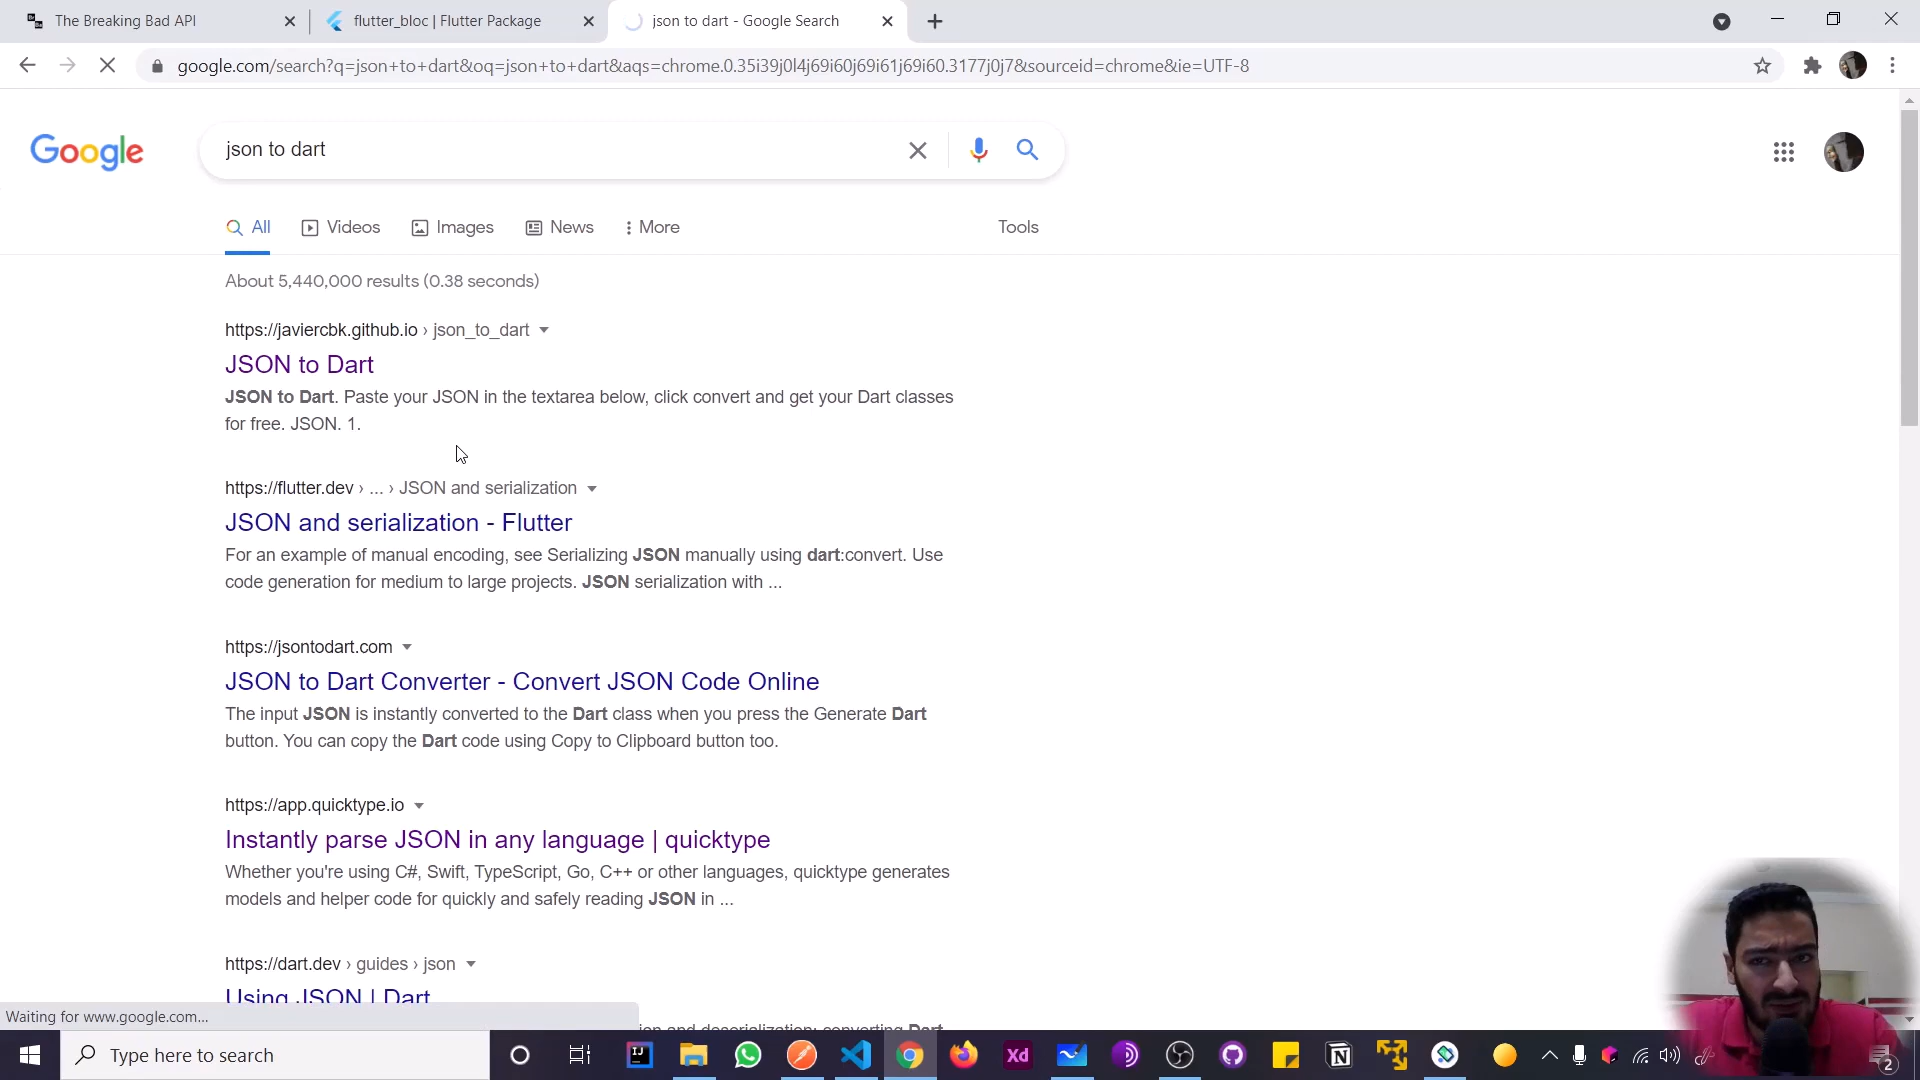 The Breaking Bad API
flutter_bloc | Flutter Package
json to dart - Google Search
google.com/search?q=json+to+dart&oq=json+to+dart&aqs=chrome.0.35i39j0l4j69i60j69i61j69i60.3177j0j7&sourceid=chrome&ie=UTF-8
Google
json to dart
All
Videos
Images
News
More
Tools
About 5,440,000 results (0.38 seconds)
https://javiercbk.github.io › json_to_dart
JSON to Dart
JSON to Dart. Paste your JSON in the textarea below, click convert and get your Dart classes
for free. JSON. 1.
https://flutter.dev › ... › JSON and serialization
JSON and serialization - Flutter
For an example of manual encoding, see Serializing JSON manually using dart:convert. Use
code generation for medium to large projects. JSON serialization with ...
https://jsontodart.com
JSON to Dart Converter - Convert JSON Code Online
The input JSON is instantly converted to the Dart class when you press the Generate Dart
button. You can copy the Dart code using Copy to Clipboard button too.
https://app.quicktype.io
Instantly parse JSON in any language | quicktype
Whether you're using C#, Swift, TypeScript, Go, C++ or other languages, quicktype generates
models and helper code for quickly and safely reading JSON in ...
https://dart.dev › guides › json
Using JSON | Dart
and deserialization: converting Dart
Waiting for www.google.com...
Type here to search
IJ
Xd
N
2